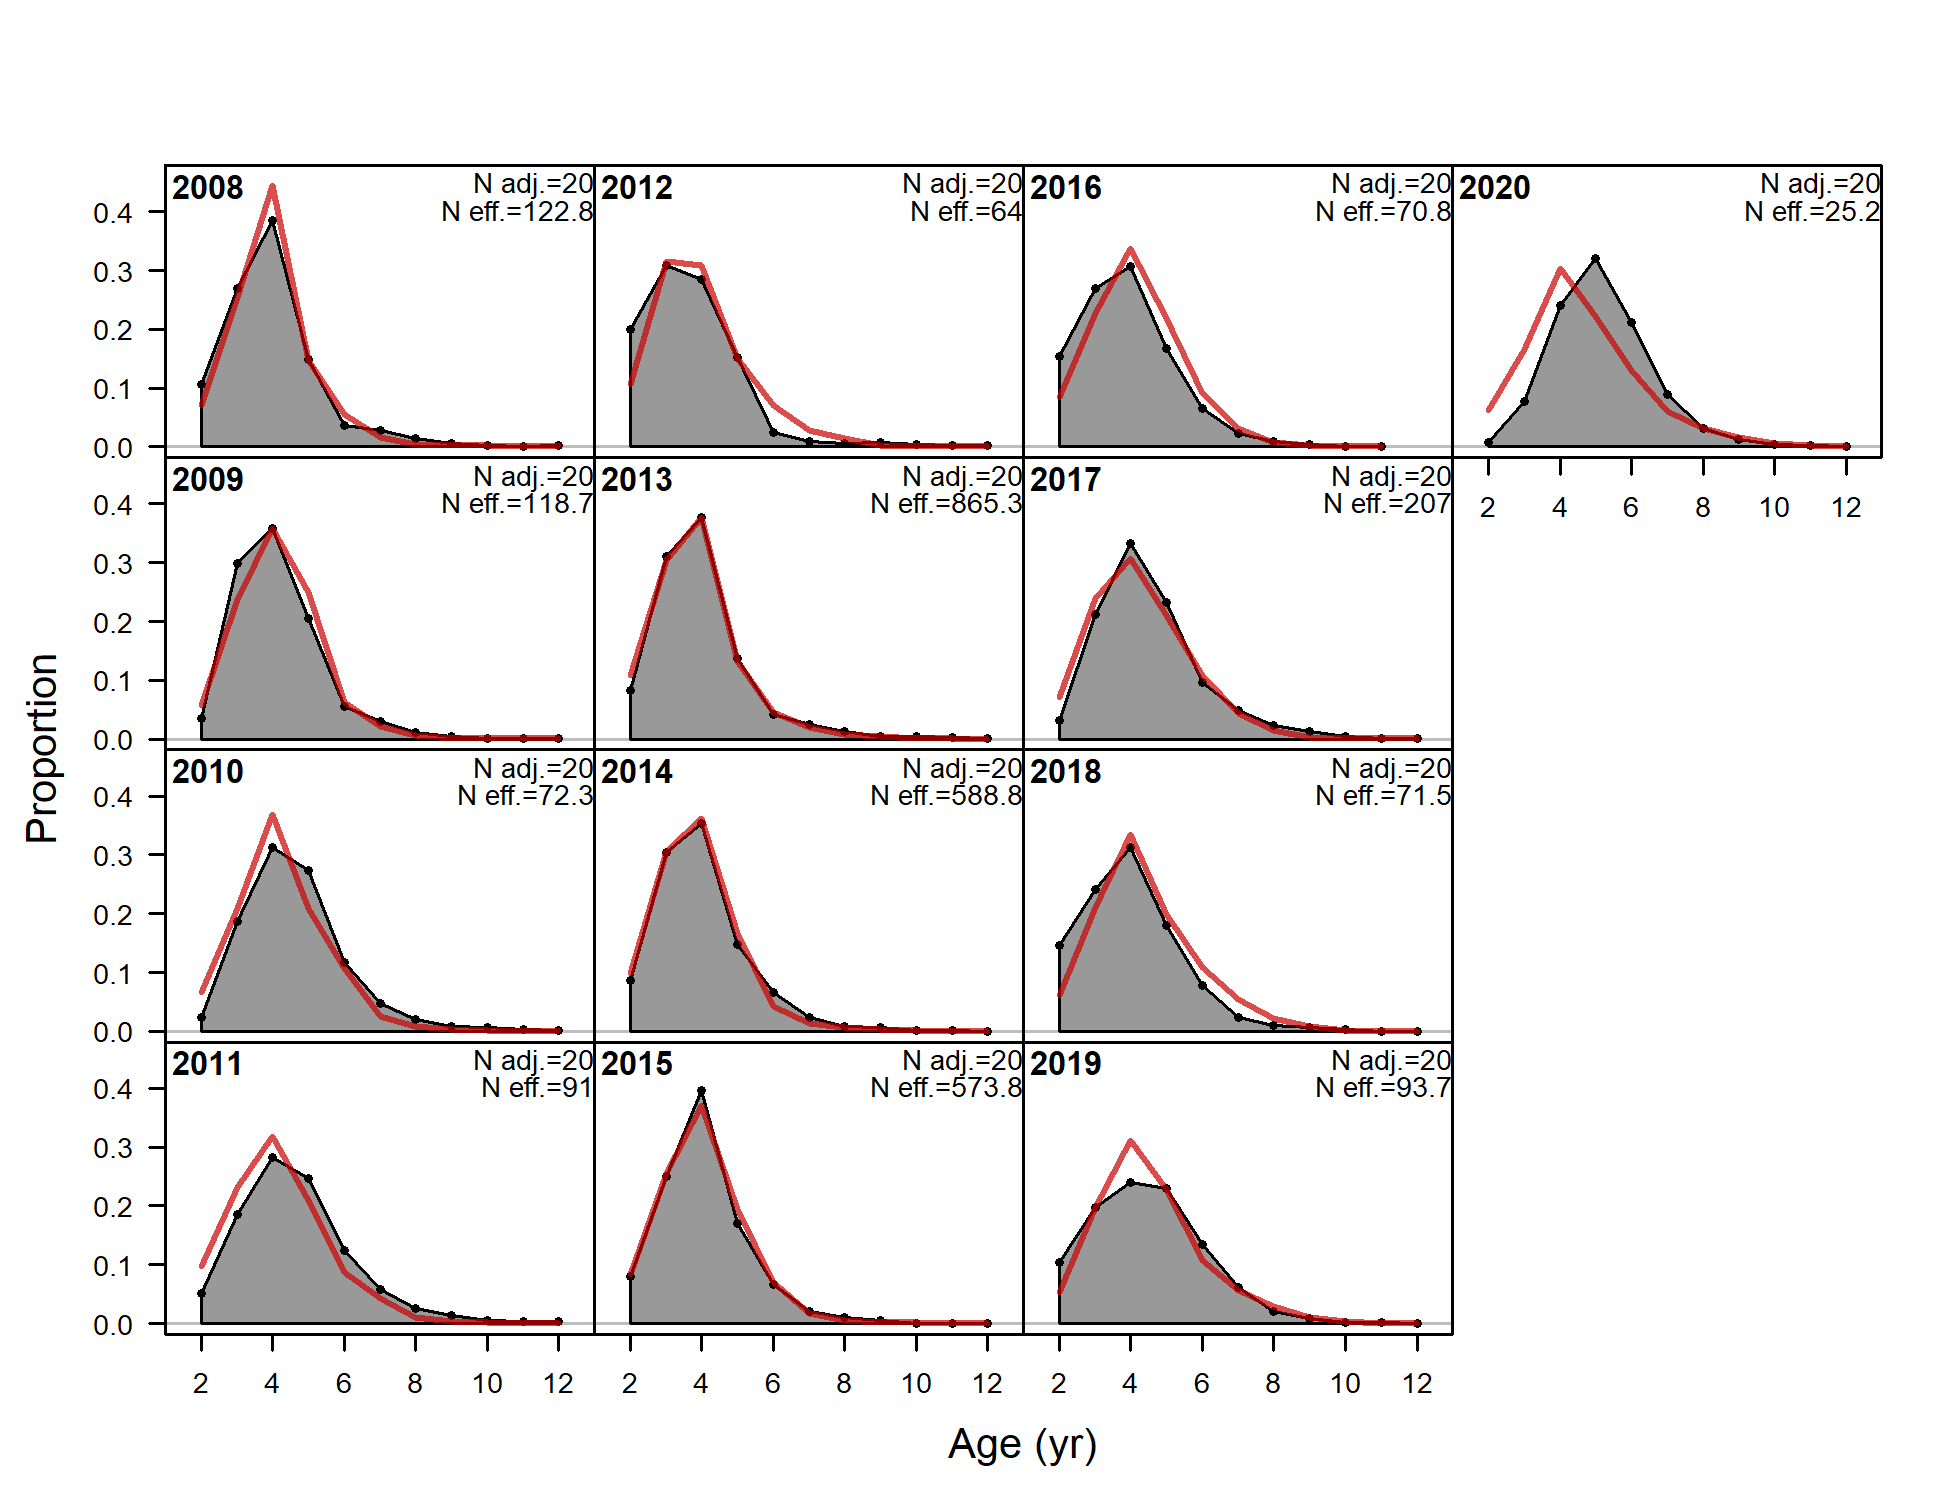 2008 N adj.=20
N eff.=122.8
2012 N adj.=20
N eff.=64
2016 N adj.=20
N eff.=70.8
2020 N adj.=20
N eff.=25.2
0.4
0.3
0.2
0.1
0.0
2 4 6 8 10 12
2009 N adj.=20
N eff.=118.7
2013 N adj.=20
N eff.=865.3
2017 N adj.=20
N eff.=207
0.4
0.3
0.2
0.1
0.0
2010 N adj.=20
N eff.=72.3
2014 N adj.=20
N eff.=588.8
2018 N adj.=20
N eff.=71.5
0.4
0.3
0.2
0.1
0.0
2011 N adj.=20
N eff.=91
2015 N adj.=20
N eff.=573.8
2019 N adj.=20
N eff.=93.7
0.4
0.3
0.2
0.1
0.0
2 4 6 8 10 12
2 4 6 8 10 12
2 4 6 8 10 12
Proportion
Age (yr)